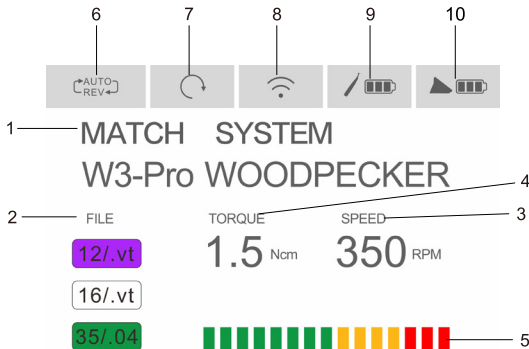 6 7 8 9 10
AUTO
REV
1 MATCH SYSTEM
W3-Pro WOODPECKER
4
2 FILE TORQUE SPEED 3
12/.vt 1.5 Ncm 350 RPM
16/.vt
35/.04
5